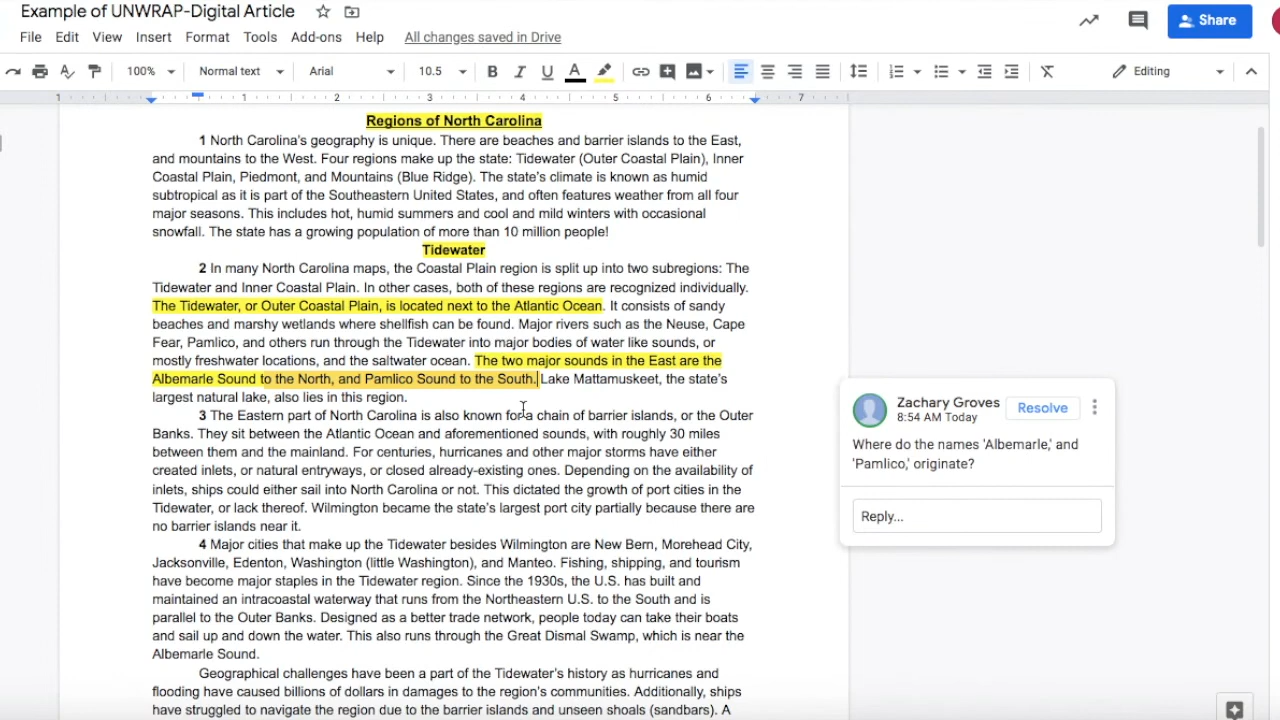 Example of UNWRAP-Digital Article
Share
File Edit View Insert Format Tools Add-ons Help All changes saved in Drive
100% Normal text Arial 10.5 B I U A Editing
1 1 2 3 4 5 6 7
Regions of North Carolina
1 North Carolina's geography is unique. There are beaches and barrier islands to the East,
and mountains to the West. Four regions make up the state: Tidewater (Outer Coastal Plain), Inner
Coastal Plain, Piedmont, and Mountains (Blue Ridge). The state's climate is known as humid
subtropical as it is part of the Southeastern United States, and often features weather from all four
major seasons. This includes hot, humid summers and cool and mild winters with occasional
snowfall. The state has a growing population of more than 10 million people!
Tidewater
2 In many North Carolina maps, the Coastal Plain region is split up into two subregions: The
Tidewater and Inner Coastal Plain. In other cases, both of these regions are recognized individually.
The Tidewater, or Outer Coastal Plain, is located next to the Atlantic Ocean. It consists of sandy
beaches and marshy wetlands where shellfish can be found. Major rivers such as the Neuse, Cape
Fear, Pamlico, and others run through the Tidewater into major bodies of water like sounds, or
mostly freshwater locations, and the saltwater ocean. The two major sounds in the East are the
Albemarle Sound to the North, and Pamlico Sound to the South. Lake Mattamuskeet, the state's
largest natural lake, also lies in this region.
3 The Eastern part of North Carolina is also known for a chain of barrier islands, or the Outer
Banks. They sit between the Atlantic Ocean and aforementioned sounds, with roughly 30 miles
between them and the mainland. For centuries, hurricanes and other major storms have either
created inlets, or natural entryways, or closed already-existing ones. Depending on the availability of
inlets, ships could either sail into North Carolina or not. This dictated the growth of port cities in the
Tidewater, or lack thereof. Wilmington became the state's largest port city partially because there are
no barrier islands near it.
4 Major cities that make up the Tidewater besides Wilmington are New Bern, Morehead City,
Jacksonville, Edenton, Washington (little Washington), and Manteo. Fishing, shipping, and tourism
have become major staples in the Tidewater region. Since the 1930s, the U.S. has built and
maintained an intracoastal waterway that runs from the Northeastern U.S. to the South and is
parallel to the Outer Banks. Designed as a better trade network, people today can take their boats
and sail up and down the water. This also runs through the Great Dismal Swamp, which is near the
Albemarle Sound.
Geographical challenges have been a part of the Tidewater's history as hurricanes and
flooding have caused billions of dollars in damages to the region's communities. Additionally, ships
have struggled to navigate the region due to the barrier islands and unseen shoals (sandbars). A
Zachary Groves
Resolve
8:54 AM Today
Where do the names 'Albemarle,' and
'Pamlico,' originate?
Reply...